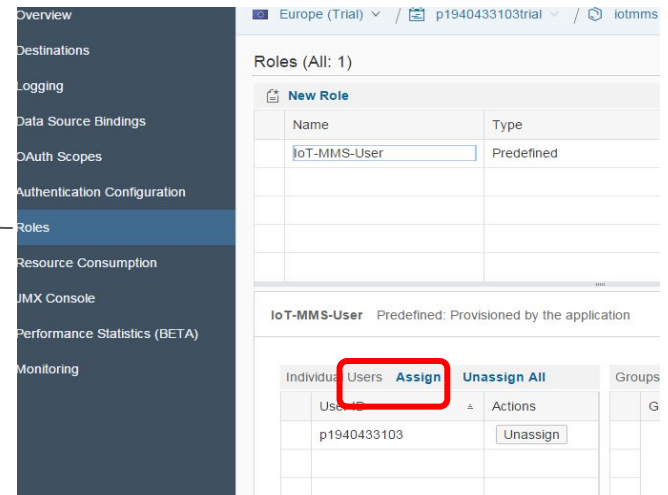 Overview
Destinations
Logging
Data Source Bindings
OAuth Scopes
Authentication Configuration
Roles
Resource Consumption
JMX Console
Performance Statistics (BETA)
Monitoring
Europe (Trial) / p1940433103trial / iotmms
Roles (All: 1)
New Role
Name Type
IoT-MMS-User Predefined
IoT-MMS-User Predefined: Provisioned by the application
Individual Users Assign Unassign All Groups
User ID Actions G
p1940433103 Unassign